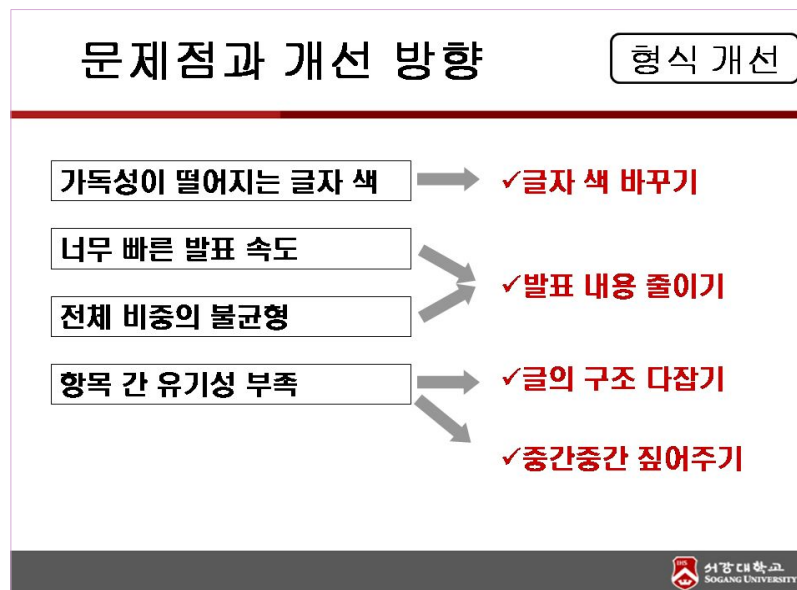 문제점과 개선 방향
형식 개선
가독성이 떨어지는 글자 색
✓글자 색 바꾸기
너무 빠른 발표 속도
전체 비중의 불균형
✓발표 내용 줄이기
항목 간 유기성 부족
✓글의 구조 다잡기
✓중간중간 짚어주기
서강대학교
SOGANG UNIVERSITY